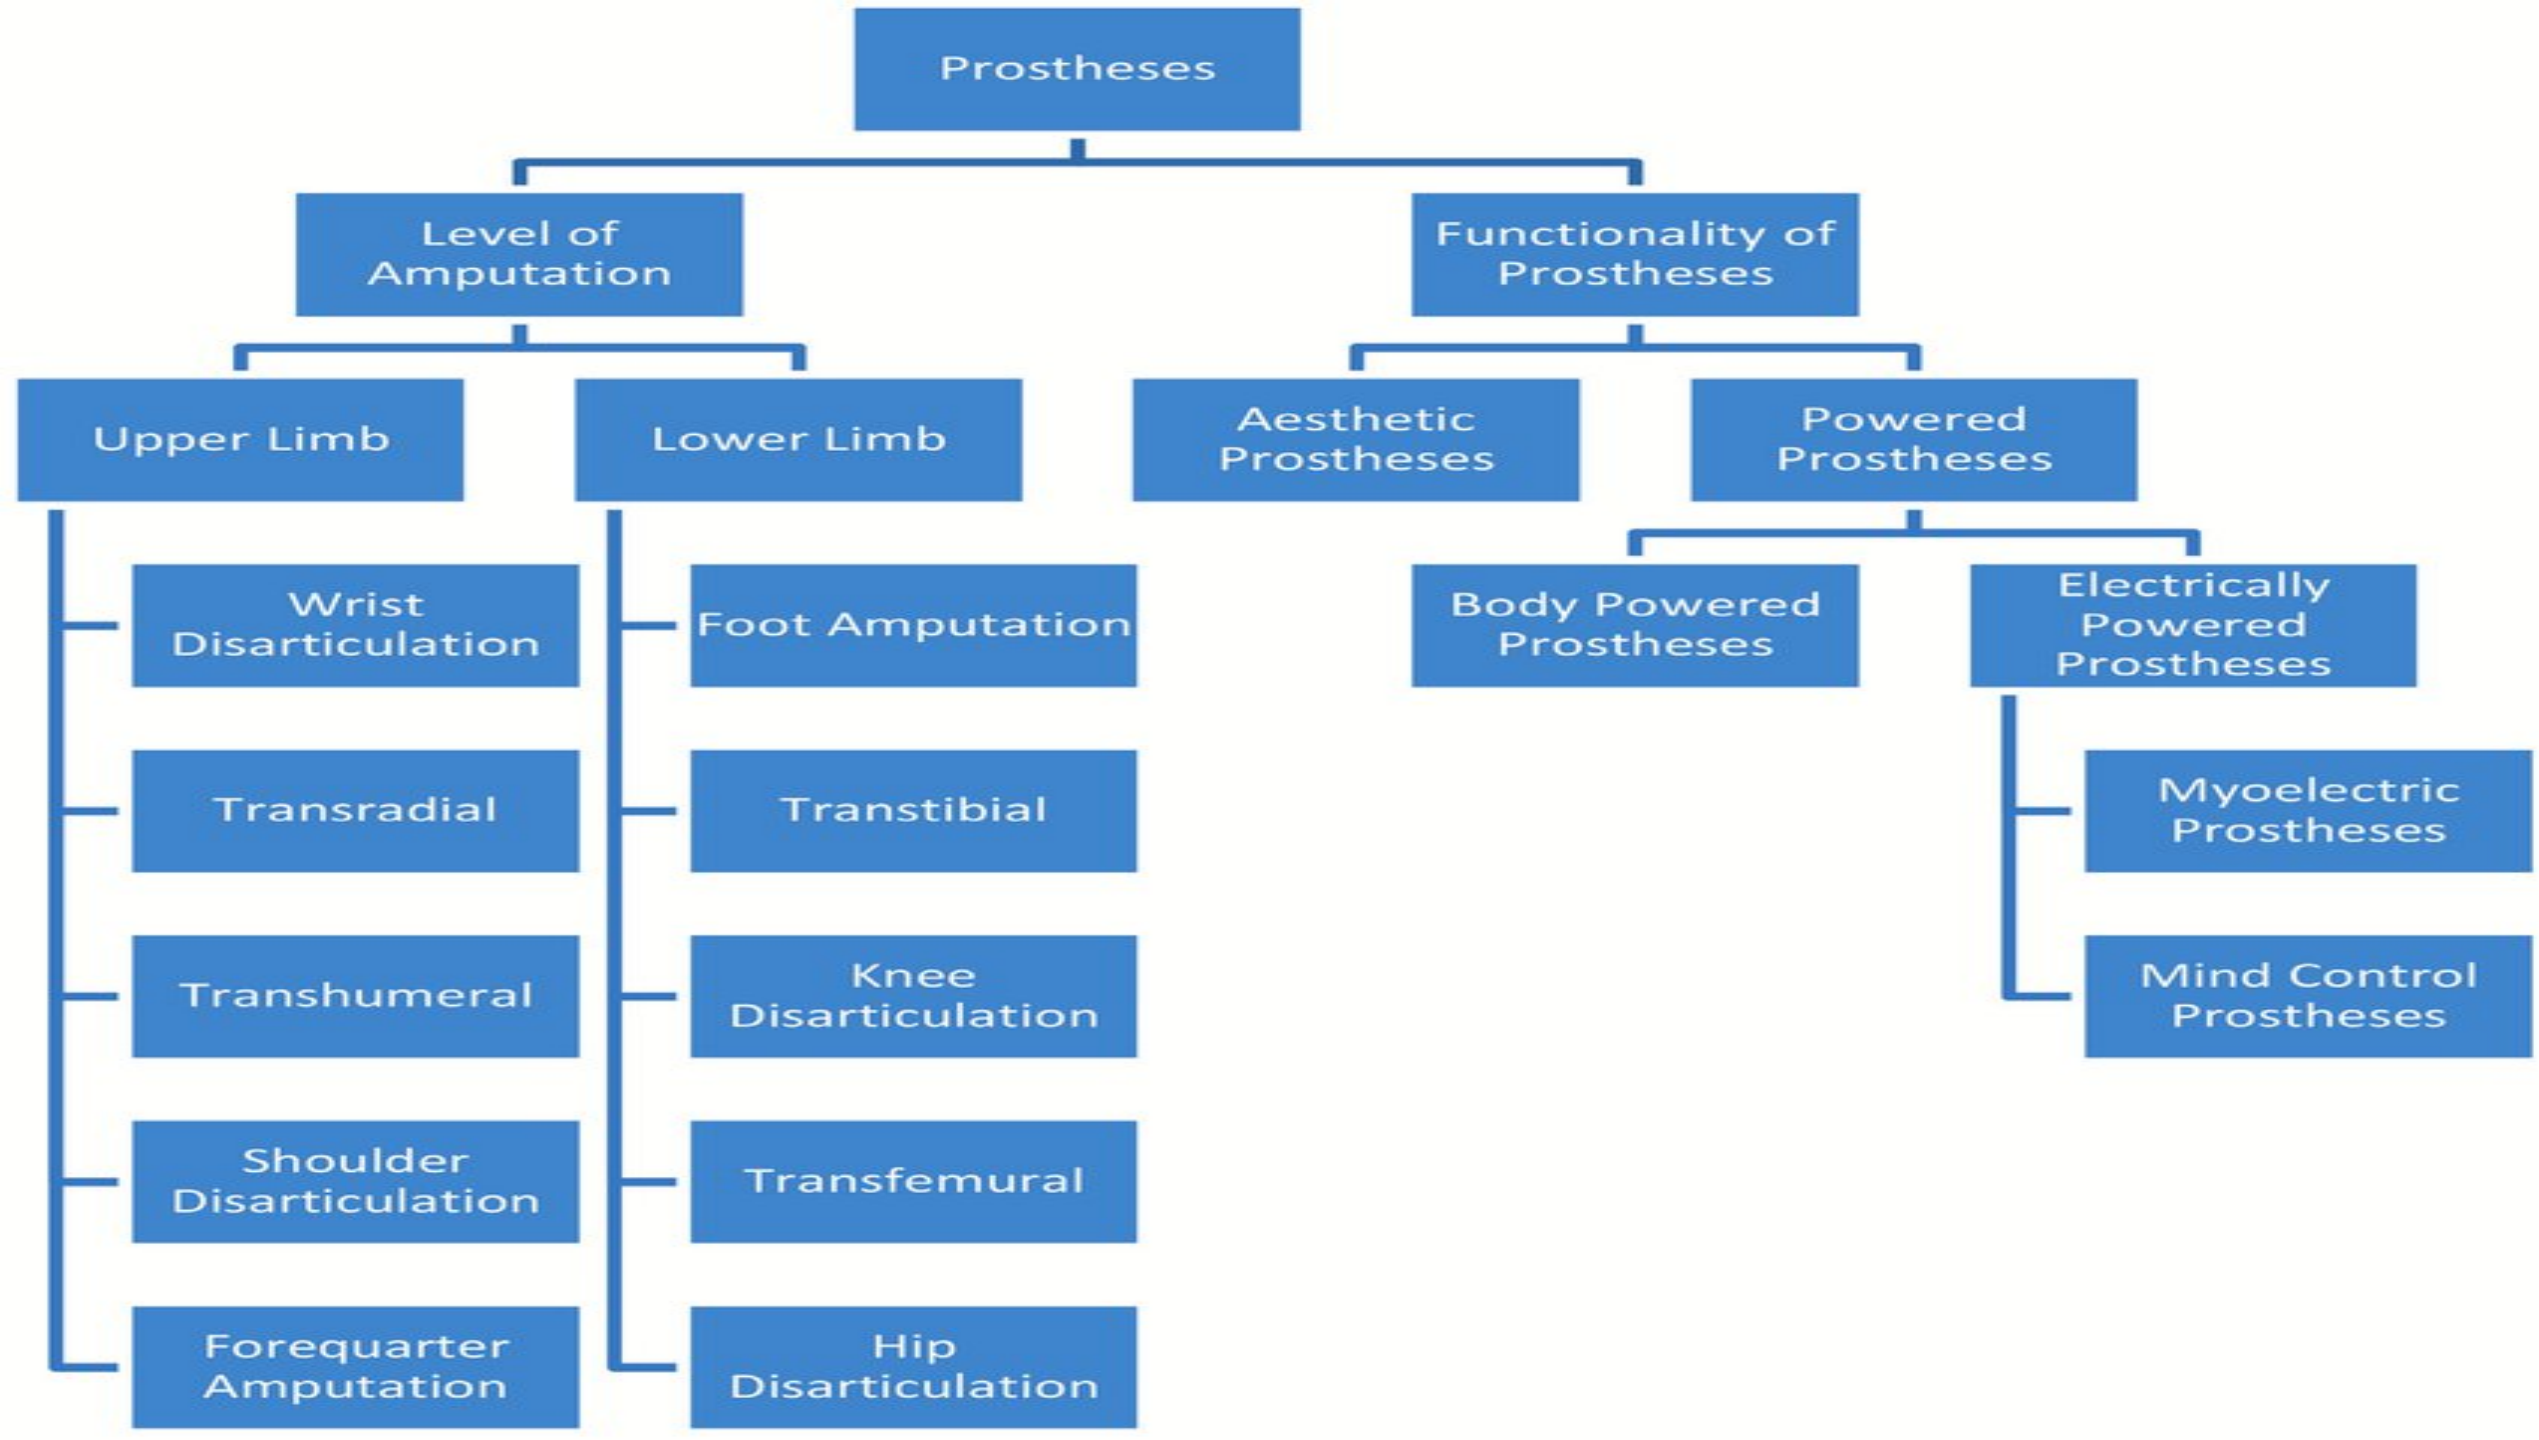 Prostheses
Level of
Amputation
Functionality of
Prostheses
Upper Limb
Lower Limb
Aesthetic
Prostheses
Powered
Prostheses
Wrist
Disarticulation
Foot Amputation
Body Powered
Prostheses
Electrically
Powered
Prostheses
Transradial
Transtibial
Myoelectric
Prostheses
Transhumeral
Knee
Disarticulation
Mind Control
Prostheses
Shoulder
Disarticulation
Transfemural
Forequarter
Amputation
Hip
Disarticulation